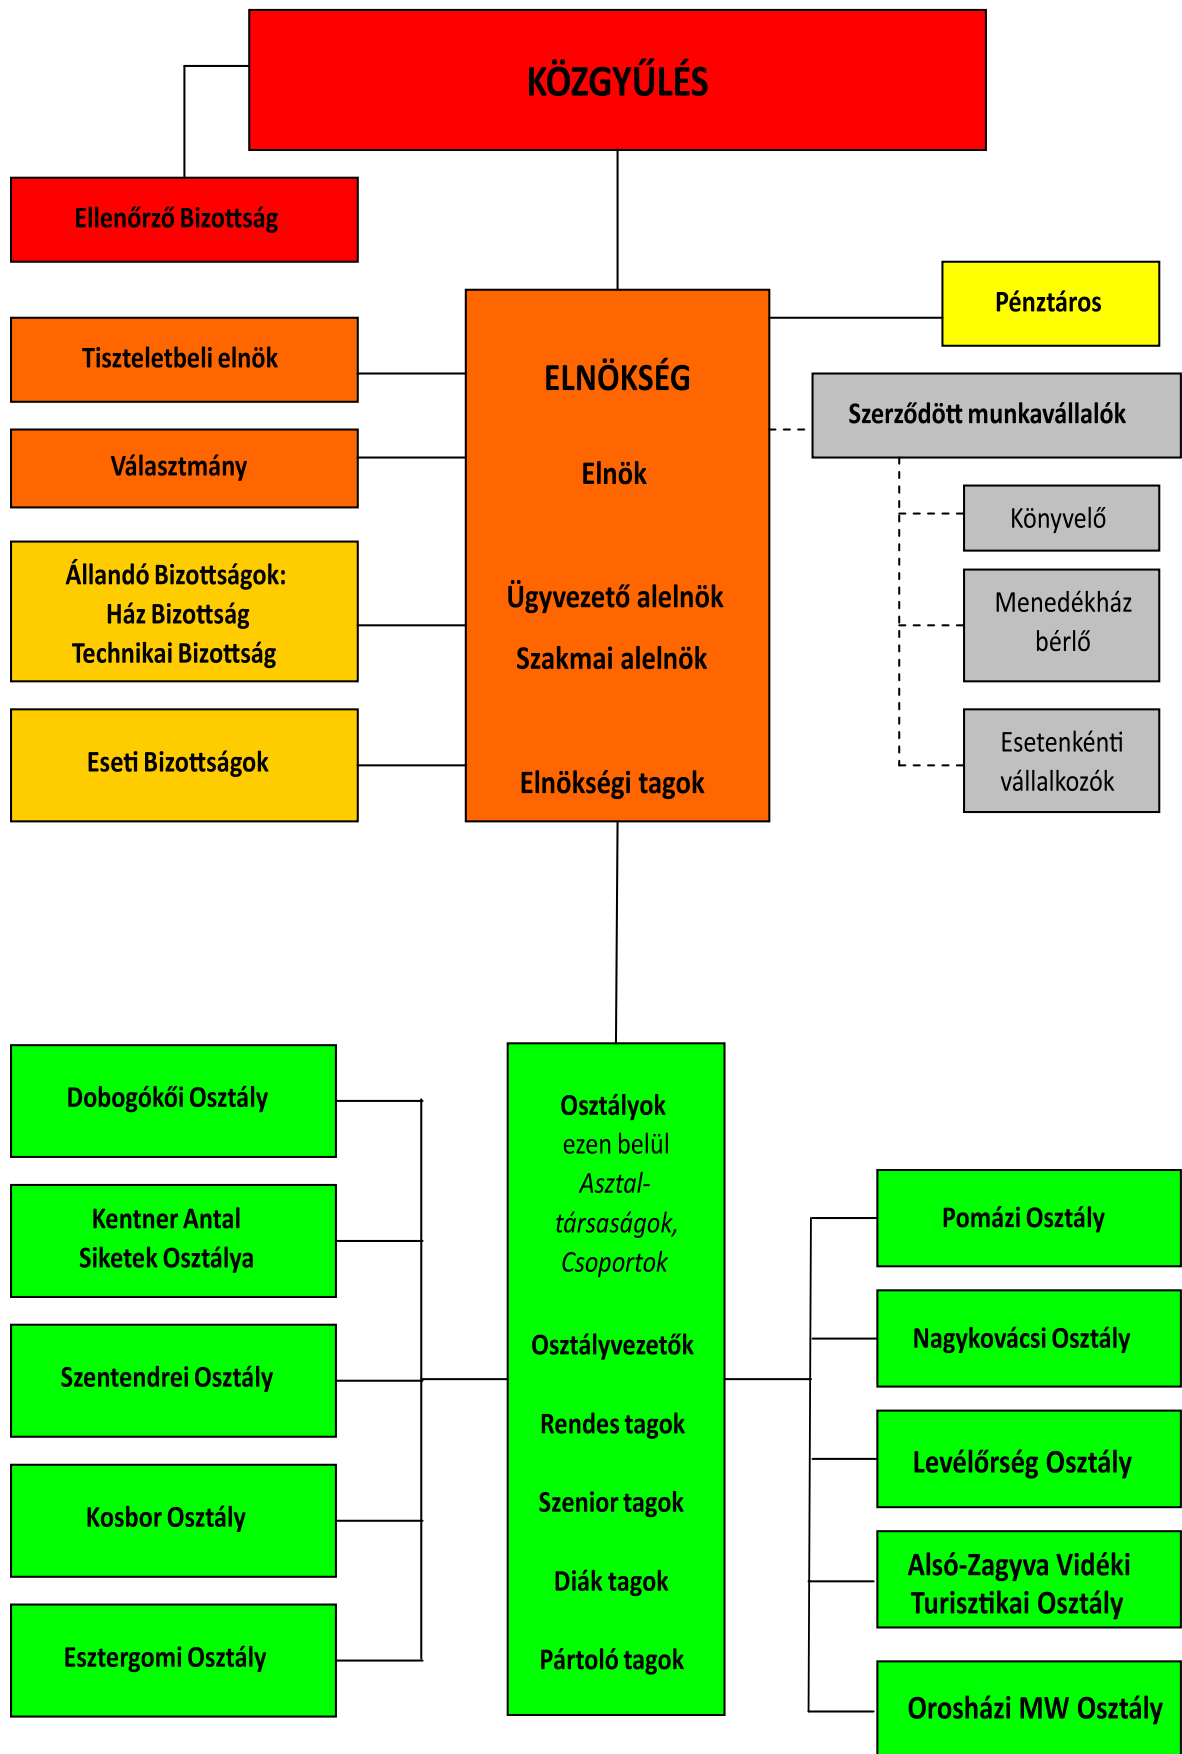 KÖZGYŰLÉS
Ellenőrző Bizottság
Pénztáros
Tiszteletbeli elnök
ELNÖKSÉG
Szerződött munkavállalók
Választmány
Elnök
Könyvelő
Állandó Bizottságok:
Ház Bizottság
Technikai Bizottság
Ügyvezető alelnök
Szakmai alelnök
Menedékház
bérlő
Eseti Bizottságok
Elnökségi tagok
Esetenkénti
vállalkozók
Dobogókői Osztály
Kentner Antal
Siketek Osztálya
Szentendrei Osztály
Kosbor Osztály
Esztergomi Osztály
Osztályok
ezen belül
Asztal-
társaságok,
Csoportok
Osztályvezetők
Rendes tagok
Szenior tagok
Diák tagok
Pártoló tagok
Pomázi Osztály
Nagykovácsi Osztály
Levélőrség Osztály
Alsó-Zagyva Vidéki
Turisztikai Osztály
Orosházi MW Osztály